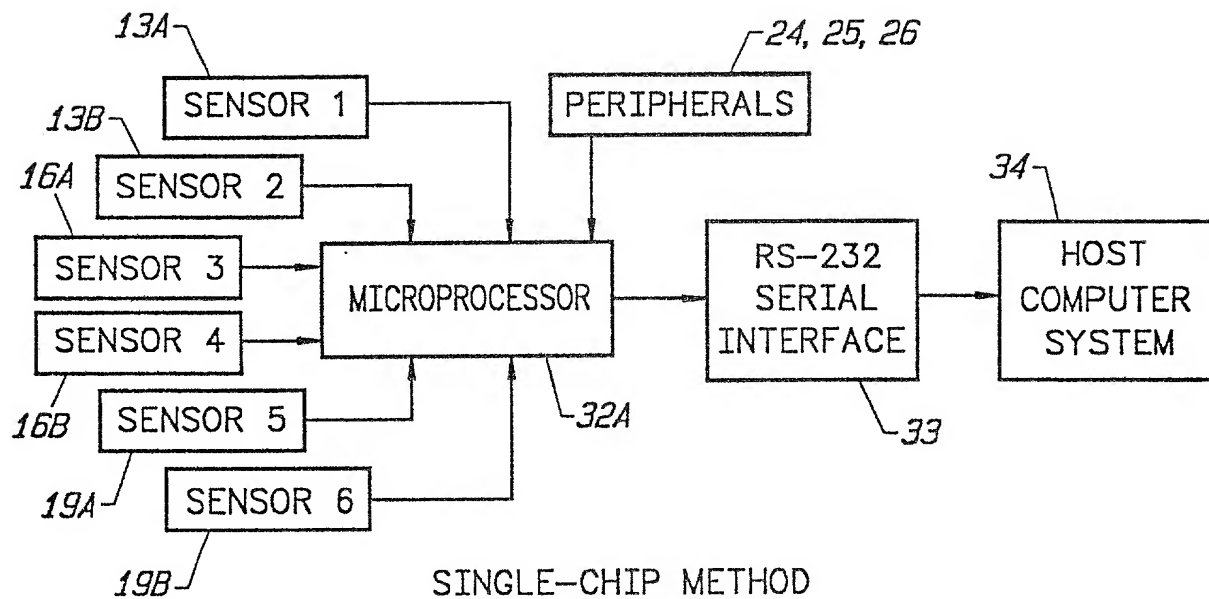 13A
24, 25, 26
SENSOR 1
PERIPHERALS
13B
SENSOR 2
16A
34
SENSOR 3
MICROPROCESSOR
RS-232
SERIAL
INTERFACE
HOST
COMPUTER
SYSTEM
SENSOR 4
16B
SENSOR 5
32A
33
19A
SENSOR 6
19B
SINGLE-CHIP METHOD